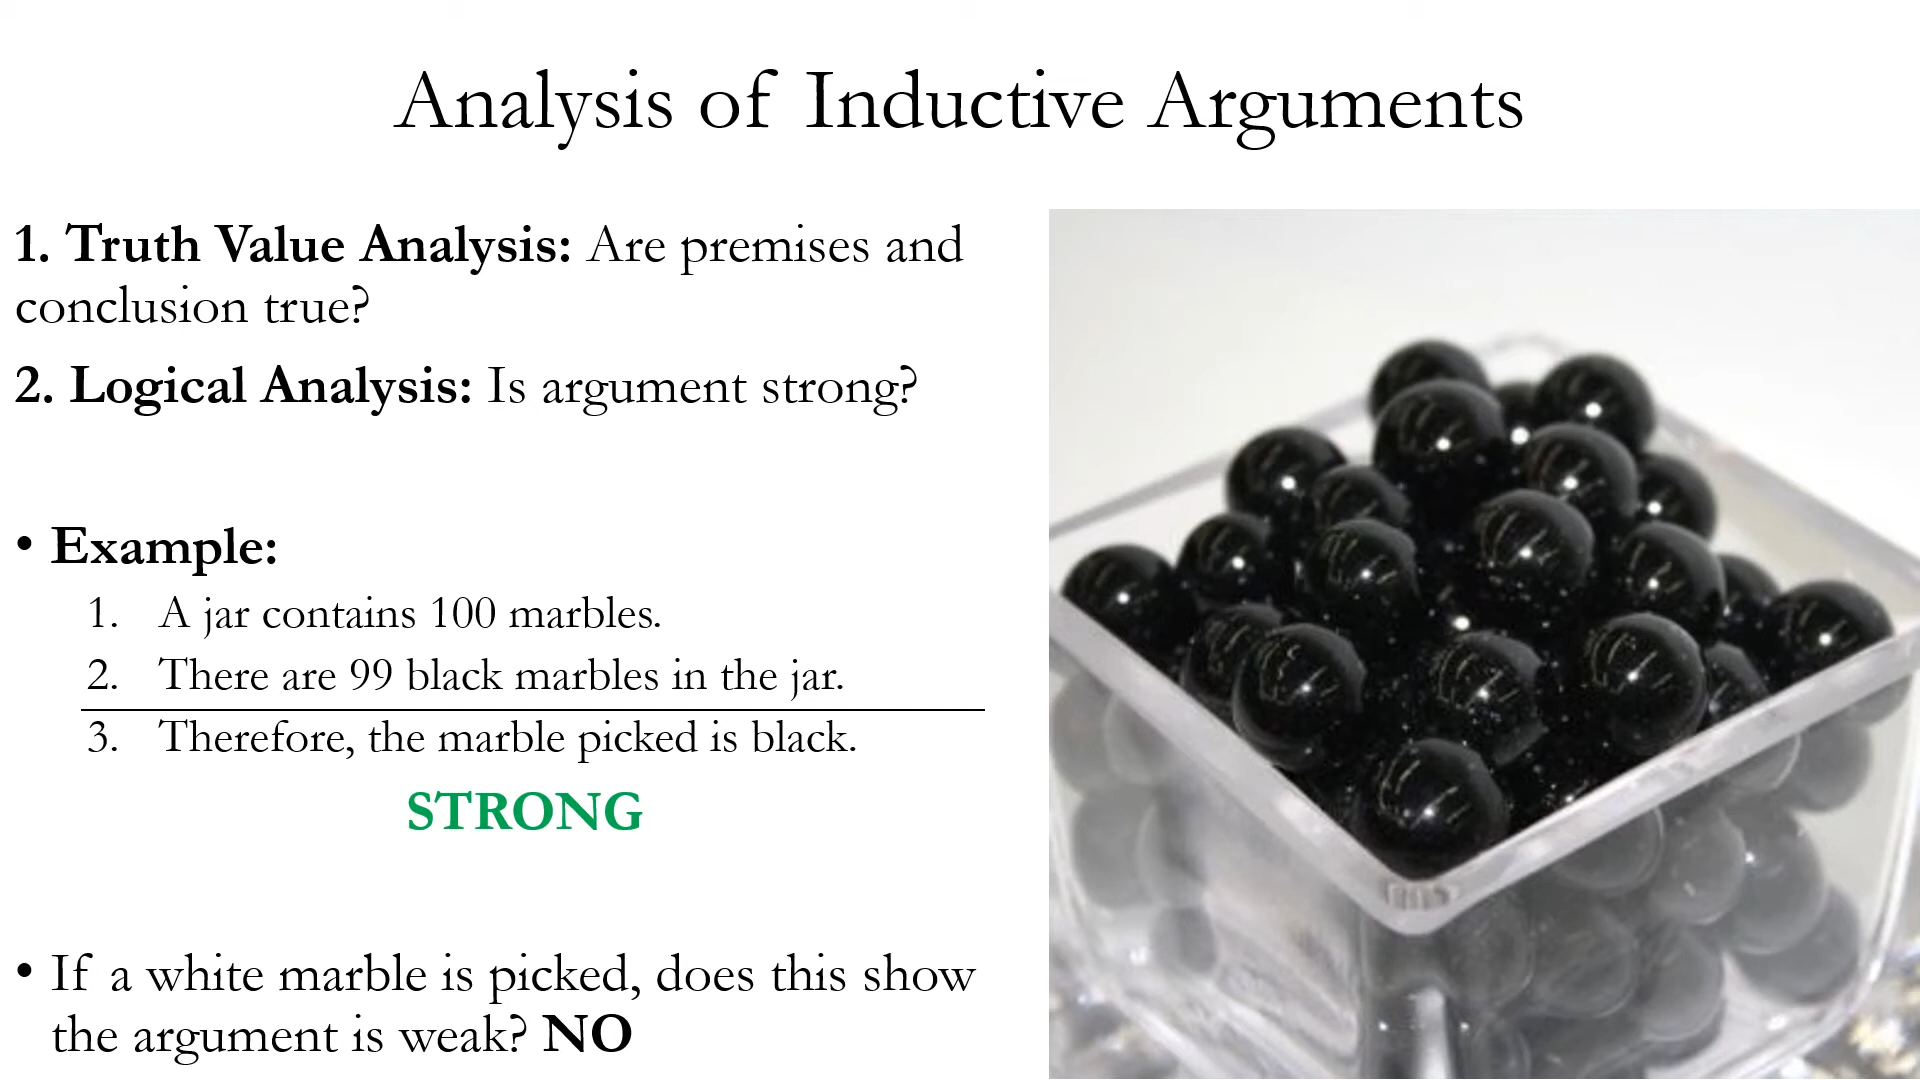 Analysis of Inductive Arguments
1. Truth Value Analysis: Are premises and
conclusion true?
2. Logical Analysis: Is argument strong?
• Example:
1. A jar contains 100 marbles.
2. There are 99 black marbles in the jar.
3. Therefore, the marble picked is black.
STRONG
• If a white marble is picked, does this show
the argument is weak? NO